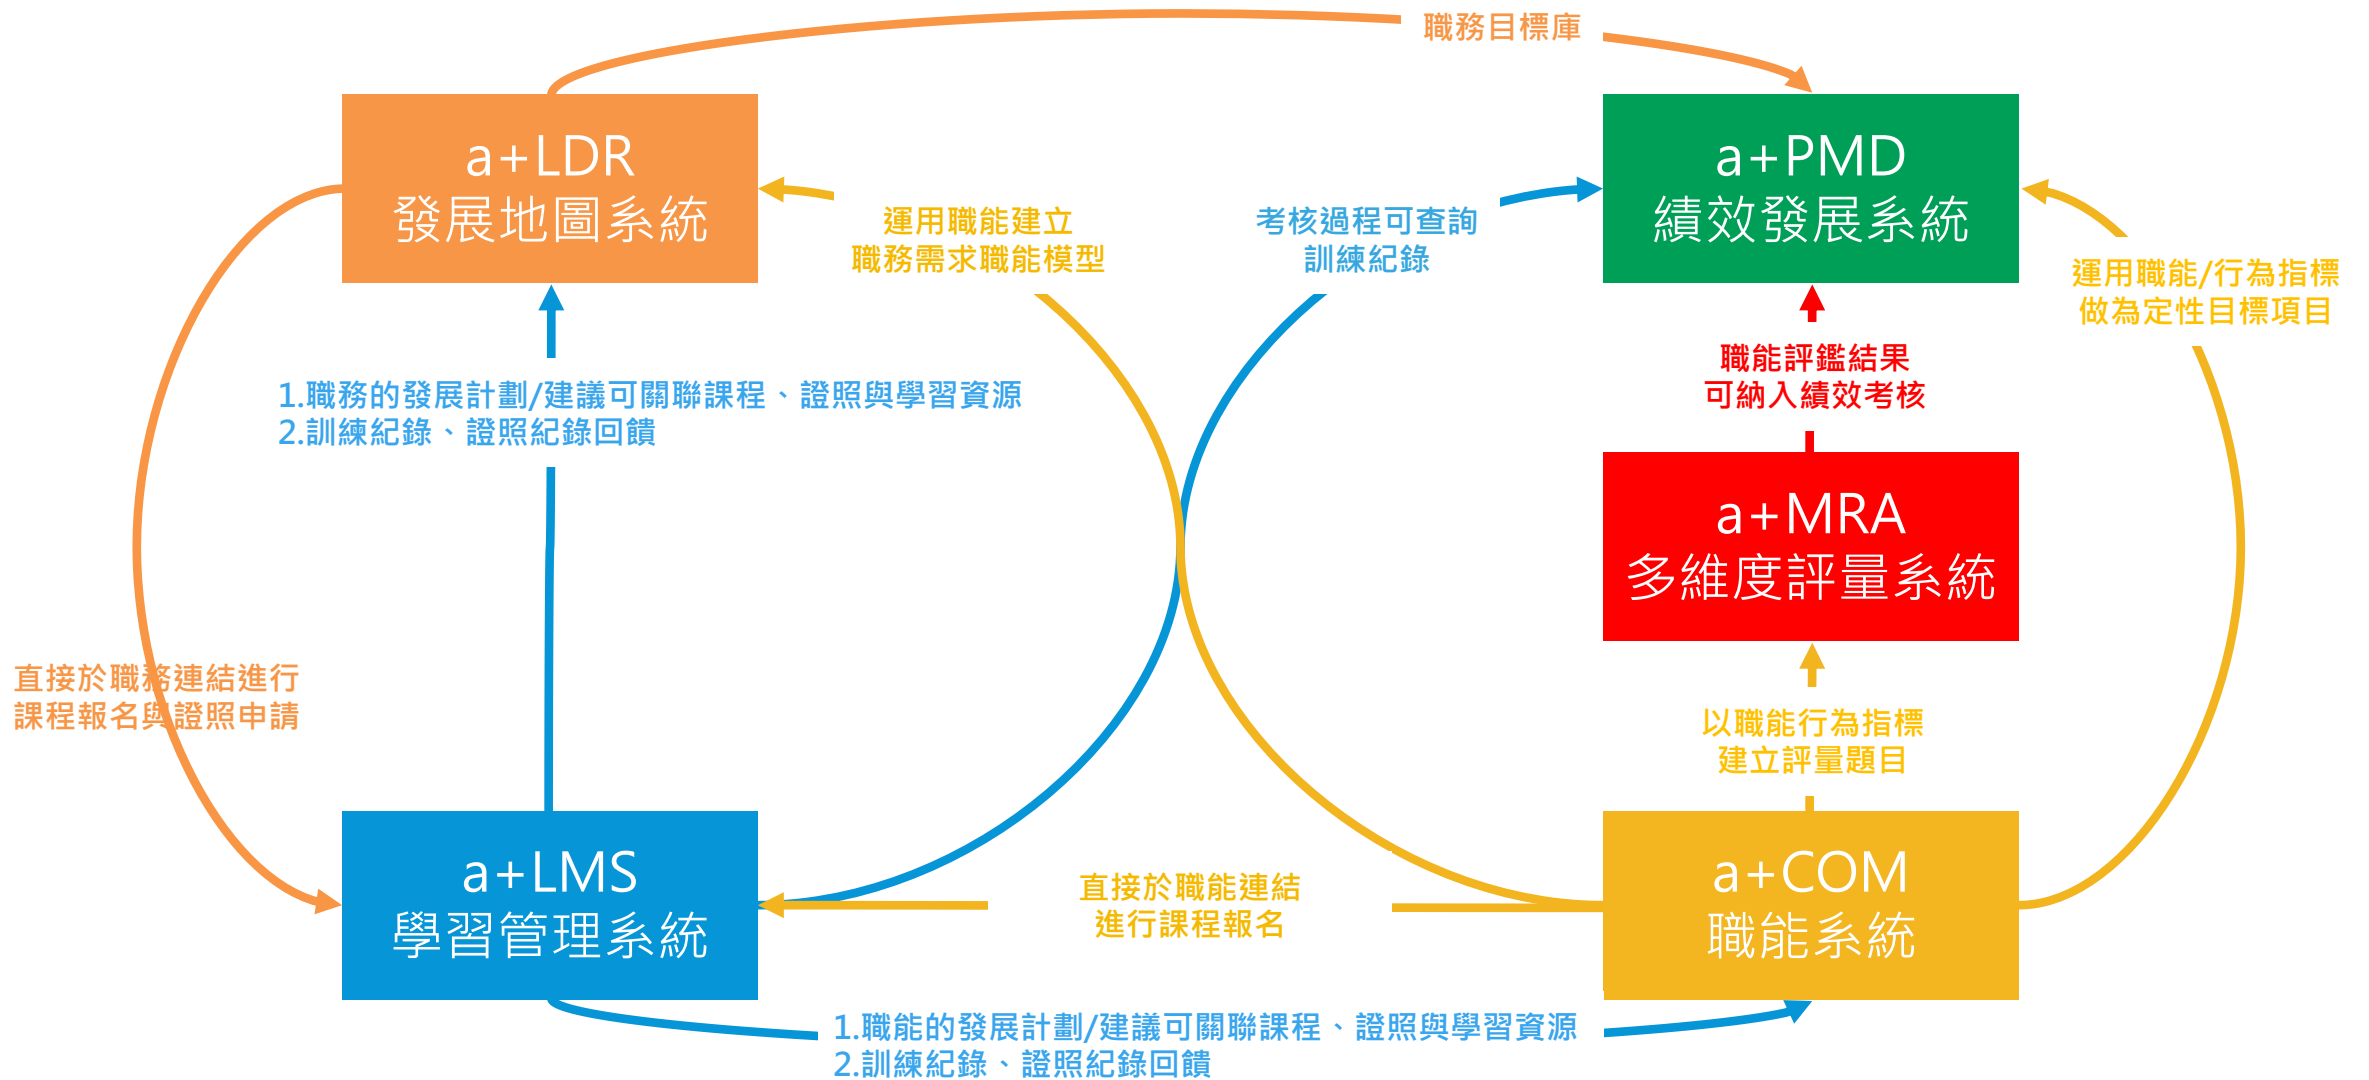 職務目標庫
a+LDR
發展地圖系統
a+PMD
績效發展系統
運用職能建立
職務需求職能模型
考核過程可查詢
訓練紀錄
運用職能/行為指標
做為定性目標項目
職能評鑑結果
可納入績效考核
1.職務的發展計劃/建議可關聯課程、證照與學習資源
2.訓練紀錄、證照紀錄回饋
a+MRA
多維度評量系統
直接於職務連結進行
課程報名與證照申請
以職能行為指標
建立評量題目
a+LMS
學習管理系統
直接於職能連結
進行課程報名
a+COM
職能系統
1.職能的發展計劃/建議可關聯課程、證照與學習資源
2.訓練紀錄、證照紀錄回饋